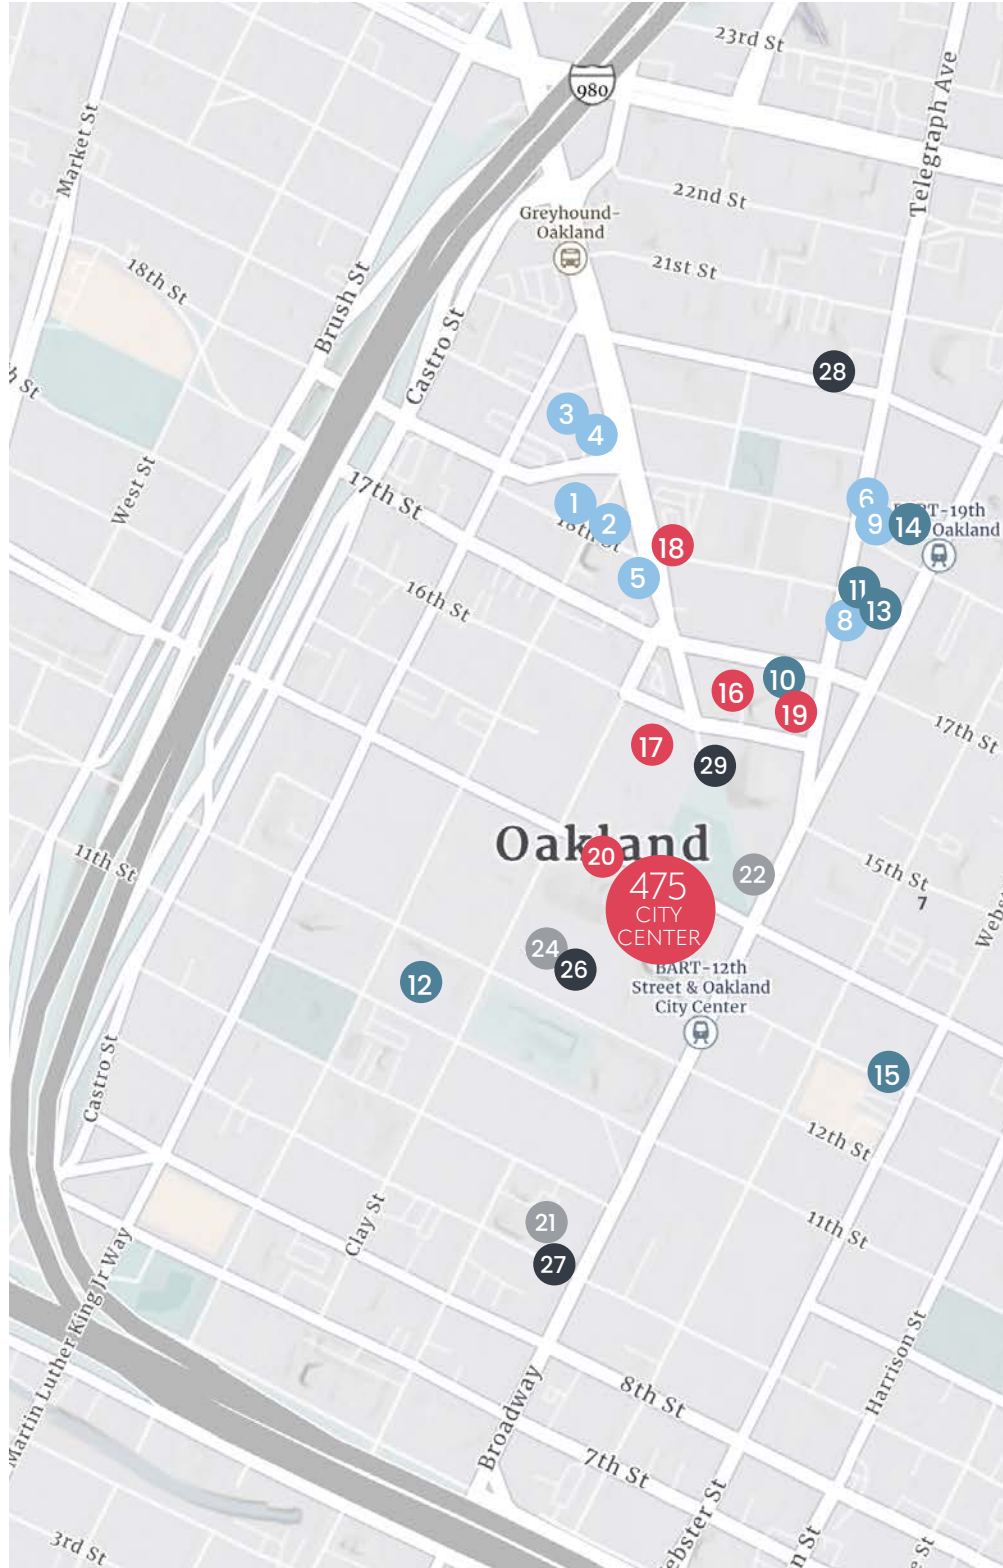 23rd St
980
Telegraph Ave
Market St
22nd St
Greyhound-
Oakland
21st St
18th St
Brush St
Castro St
28
3
4
West St
17th St
1
2
18th St
6
9
14
BART-19th
Oakland
18
5
16th St
11
13
8
10
16
19
17th St
17
29
Oakland
20
475
CITY
CENTER
22
11th St
15th St
7
24
26
12
BART-12th
Street & Oakland
City Center
Castro St
15
12th St
11th St
Clay St
21
27
Martin Luther King Jr Way
Harrison St
Broadway
8th St
7th St
3rd St